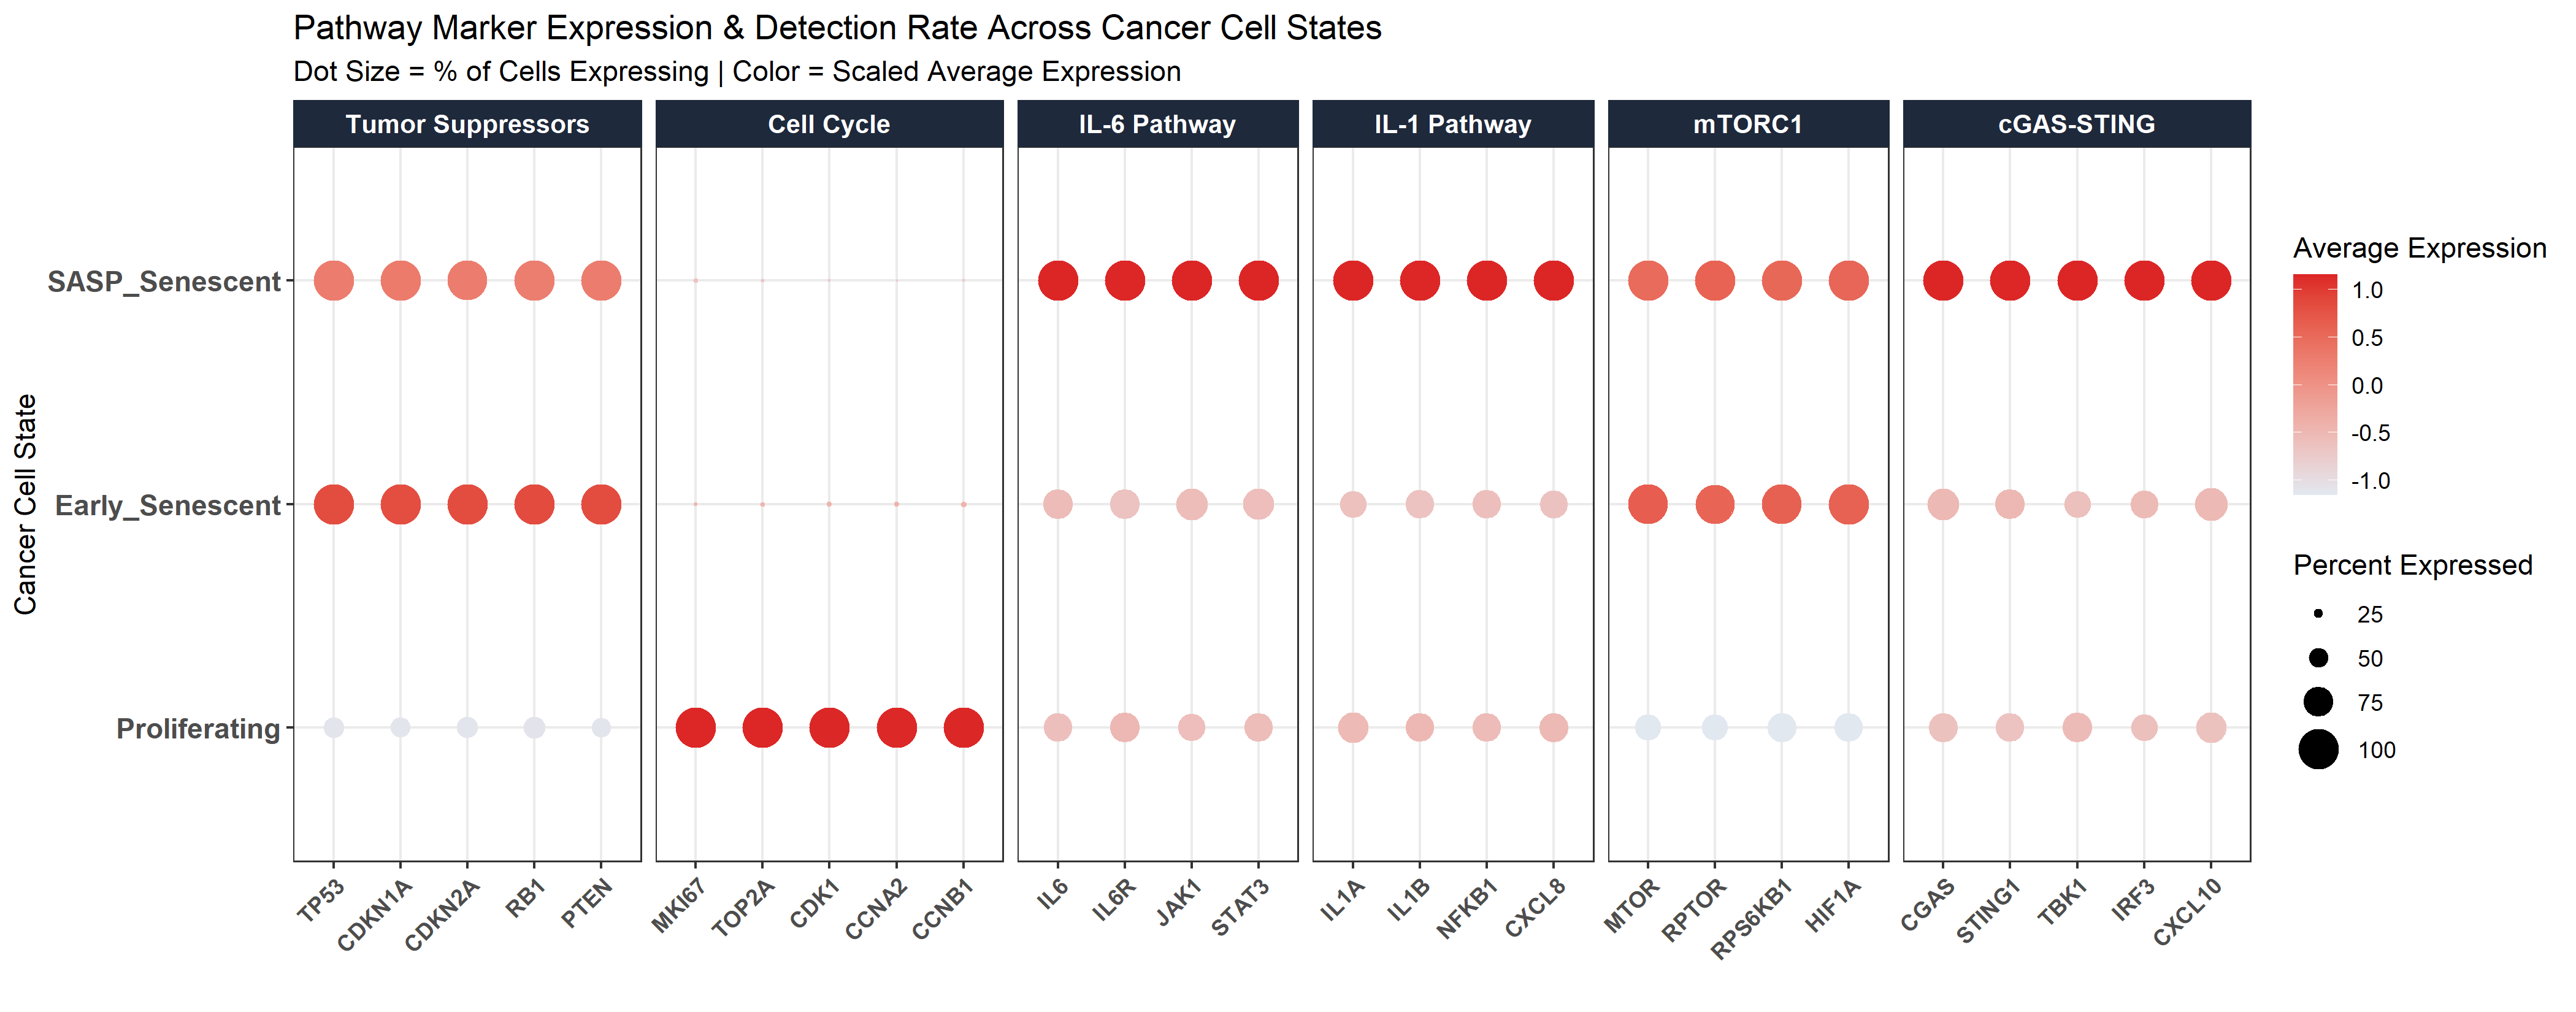 Pathway Marker Expression & Detection Rate Across Cancer Cell States
Dot Size = % of Cells Expressing | Color = Scaled Average Expression
Tumor Suppressors
Cell Cycle
IL-6 Pathway
IL-1 Pathway
mTORC1
cGAS-STING
Cancer Cell State
SASP_Senescent
Early_Senescent
Proliferating
TP53
CDKN1A
CDKN2A
RB1
PTEN
MKI67
TOP2A
CDK1
CCNA2
CCNB1
IL6
IL6R
JAK1
STAT3
IL1A
IL1B
NFKB1
CXCL8
MTOR
RPTOR
RPS6KB1
HIF1A
CGAS
STING1
TBK1
IRF3
CXCL10
Average Expression
1.0
0.5
0.0
-0.5
-1.0
Percent Expressed
25
50
75
100